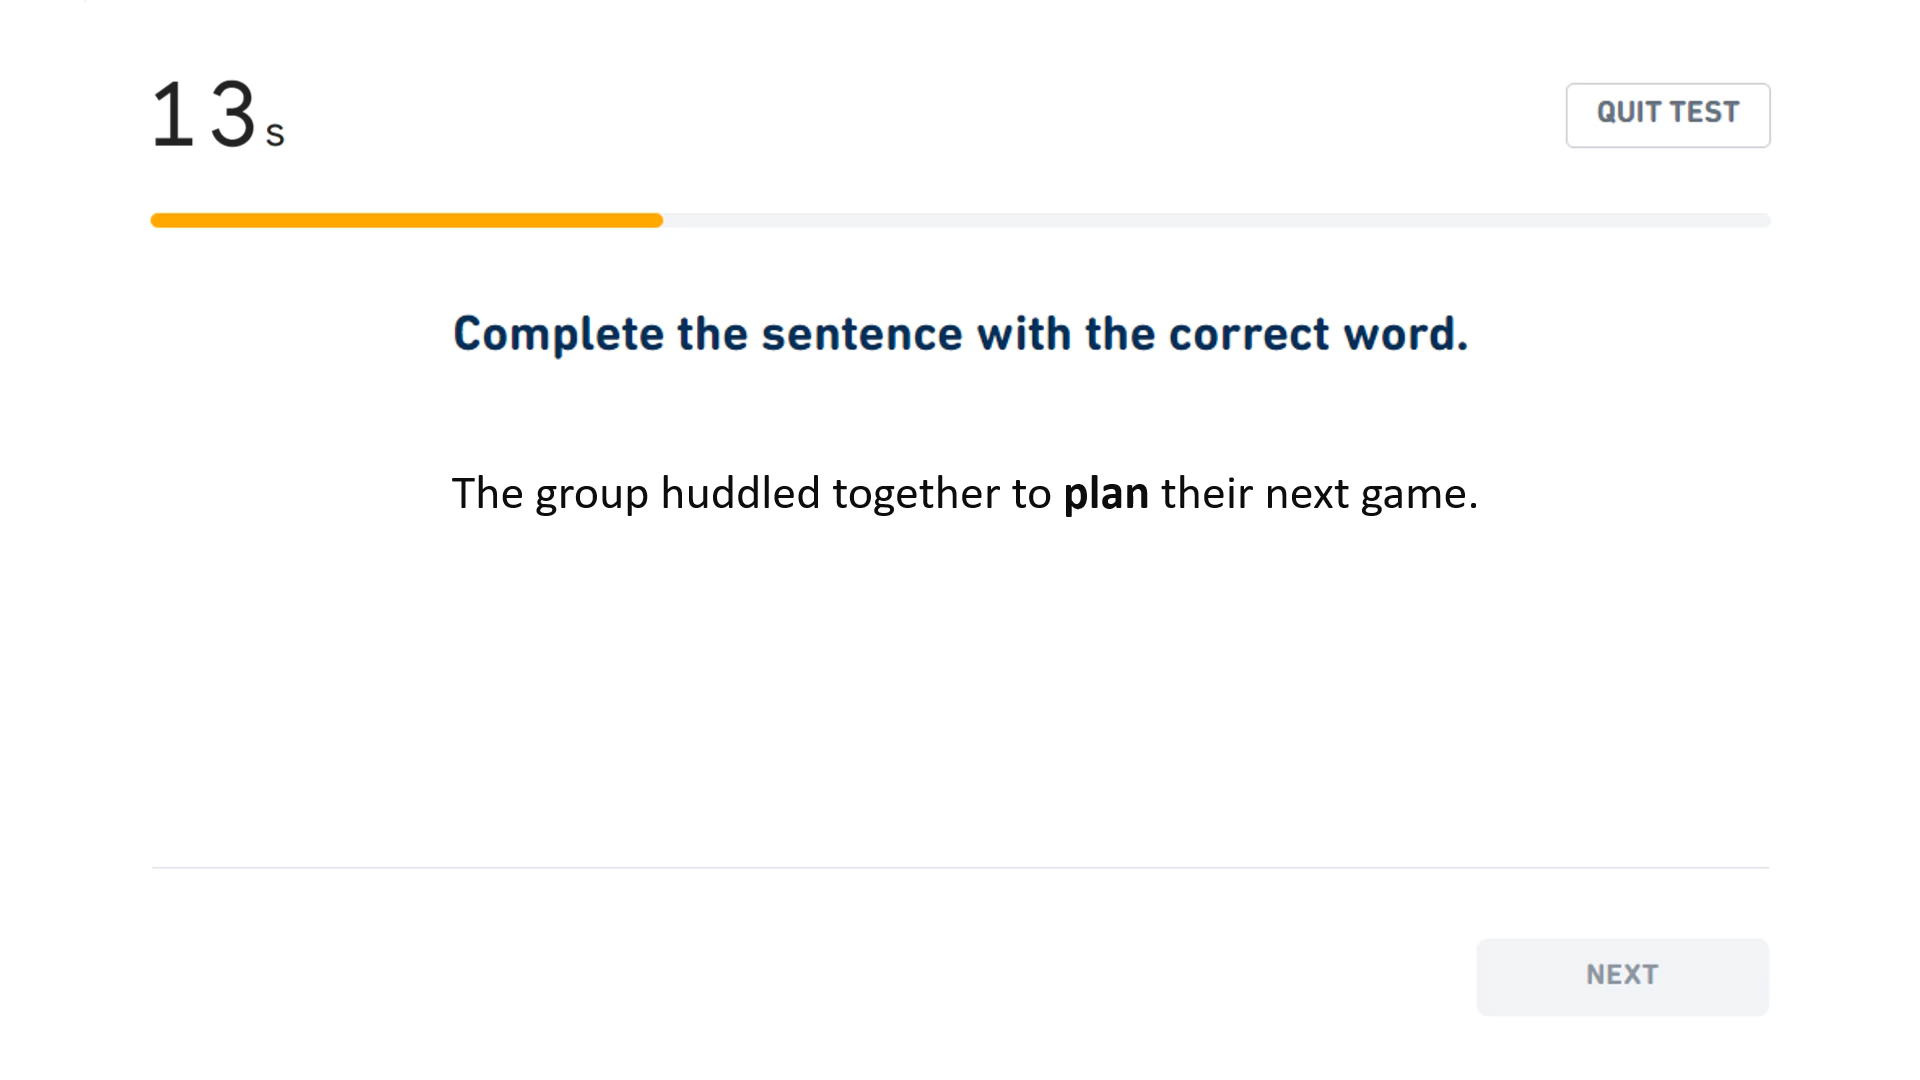 13s
QUIT TEST
Complete the sentence with the correct word.
The group huddled together to plan their next game.
NEXT